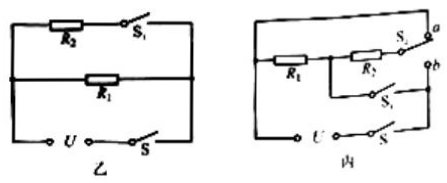 R₂ S₁
R₁
U S
乙
a
S₂
R₁ R₂ b
S₁
U S
丙